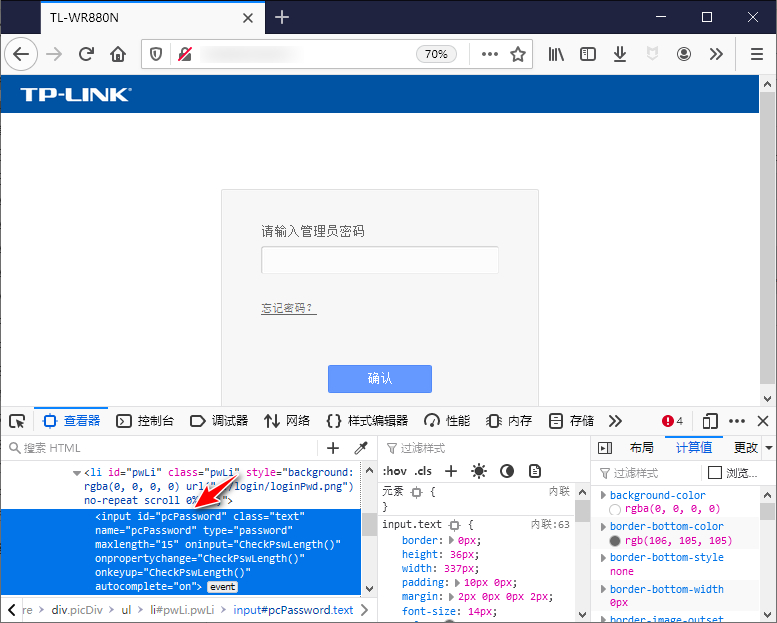 TL-WR880N
70%
TP-LINK
请输入管理员密码
忘记密码？
确认
查看器 控制台 调试器 网络 样式编辑器 性能 内存 存储 4
搜索 HTML
过滤样式
布局 计算值 更改
:hov .cls
过滤样式 浏览…
<li id="pwLi" class="pwLi" style="background:
rgba(0, 0, 0, 0) url("../login/loginPwd.png")
no-repeat scroll 0%
<input id="pcPassword" class="text"
name="pcPassword" type="password"
maxlength="15" oninput="CheckPswLength()"
onpropertychange="CheckPswLength()"
onkeyup="CheckPswLength()"
autocomplete="on"> event
re > div.picDiv > ul > li#pwLi.pwLi > input#pcPassword.text
元素 { 内联
}
input.text { 内联:63
border: 0px;
height: 36px;
width: 337px;
padding: 10px 0px;
margin: 2px 0px 0px 2px;
font-size: 14px;
background-color
rgba(0, 0, 0, 0)
border-bottom-color
rgb(106, 105, 105)
border-bottom-style
none
border-bottom-width
0px
border-image-outset